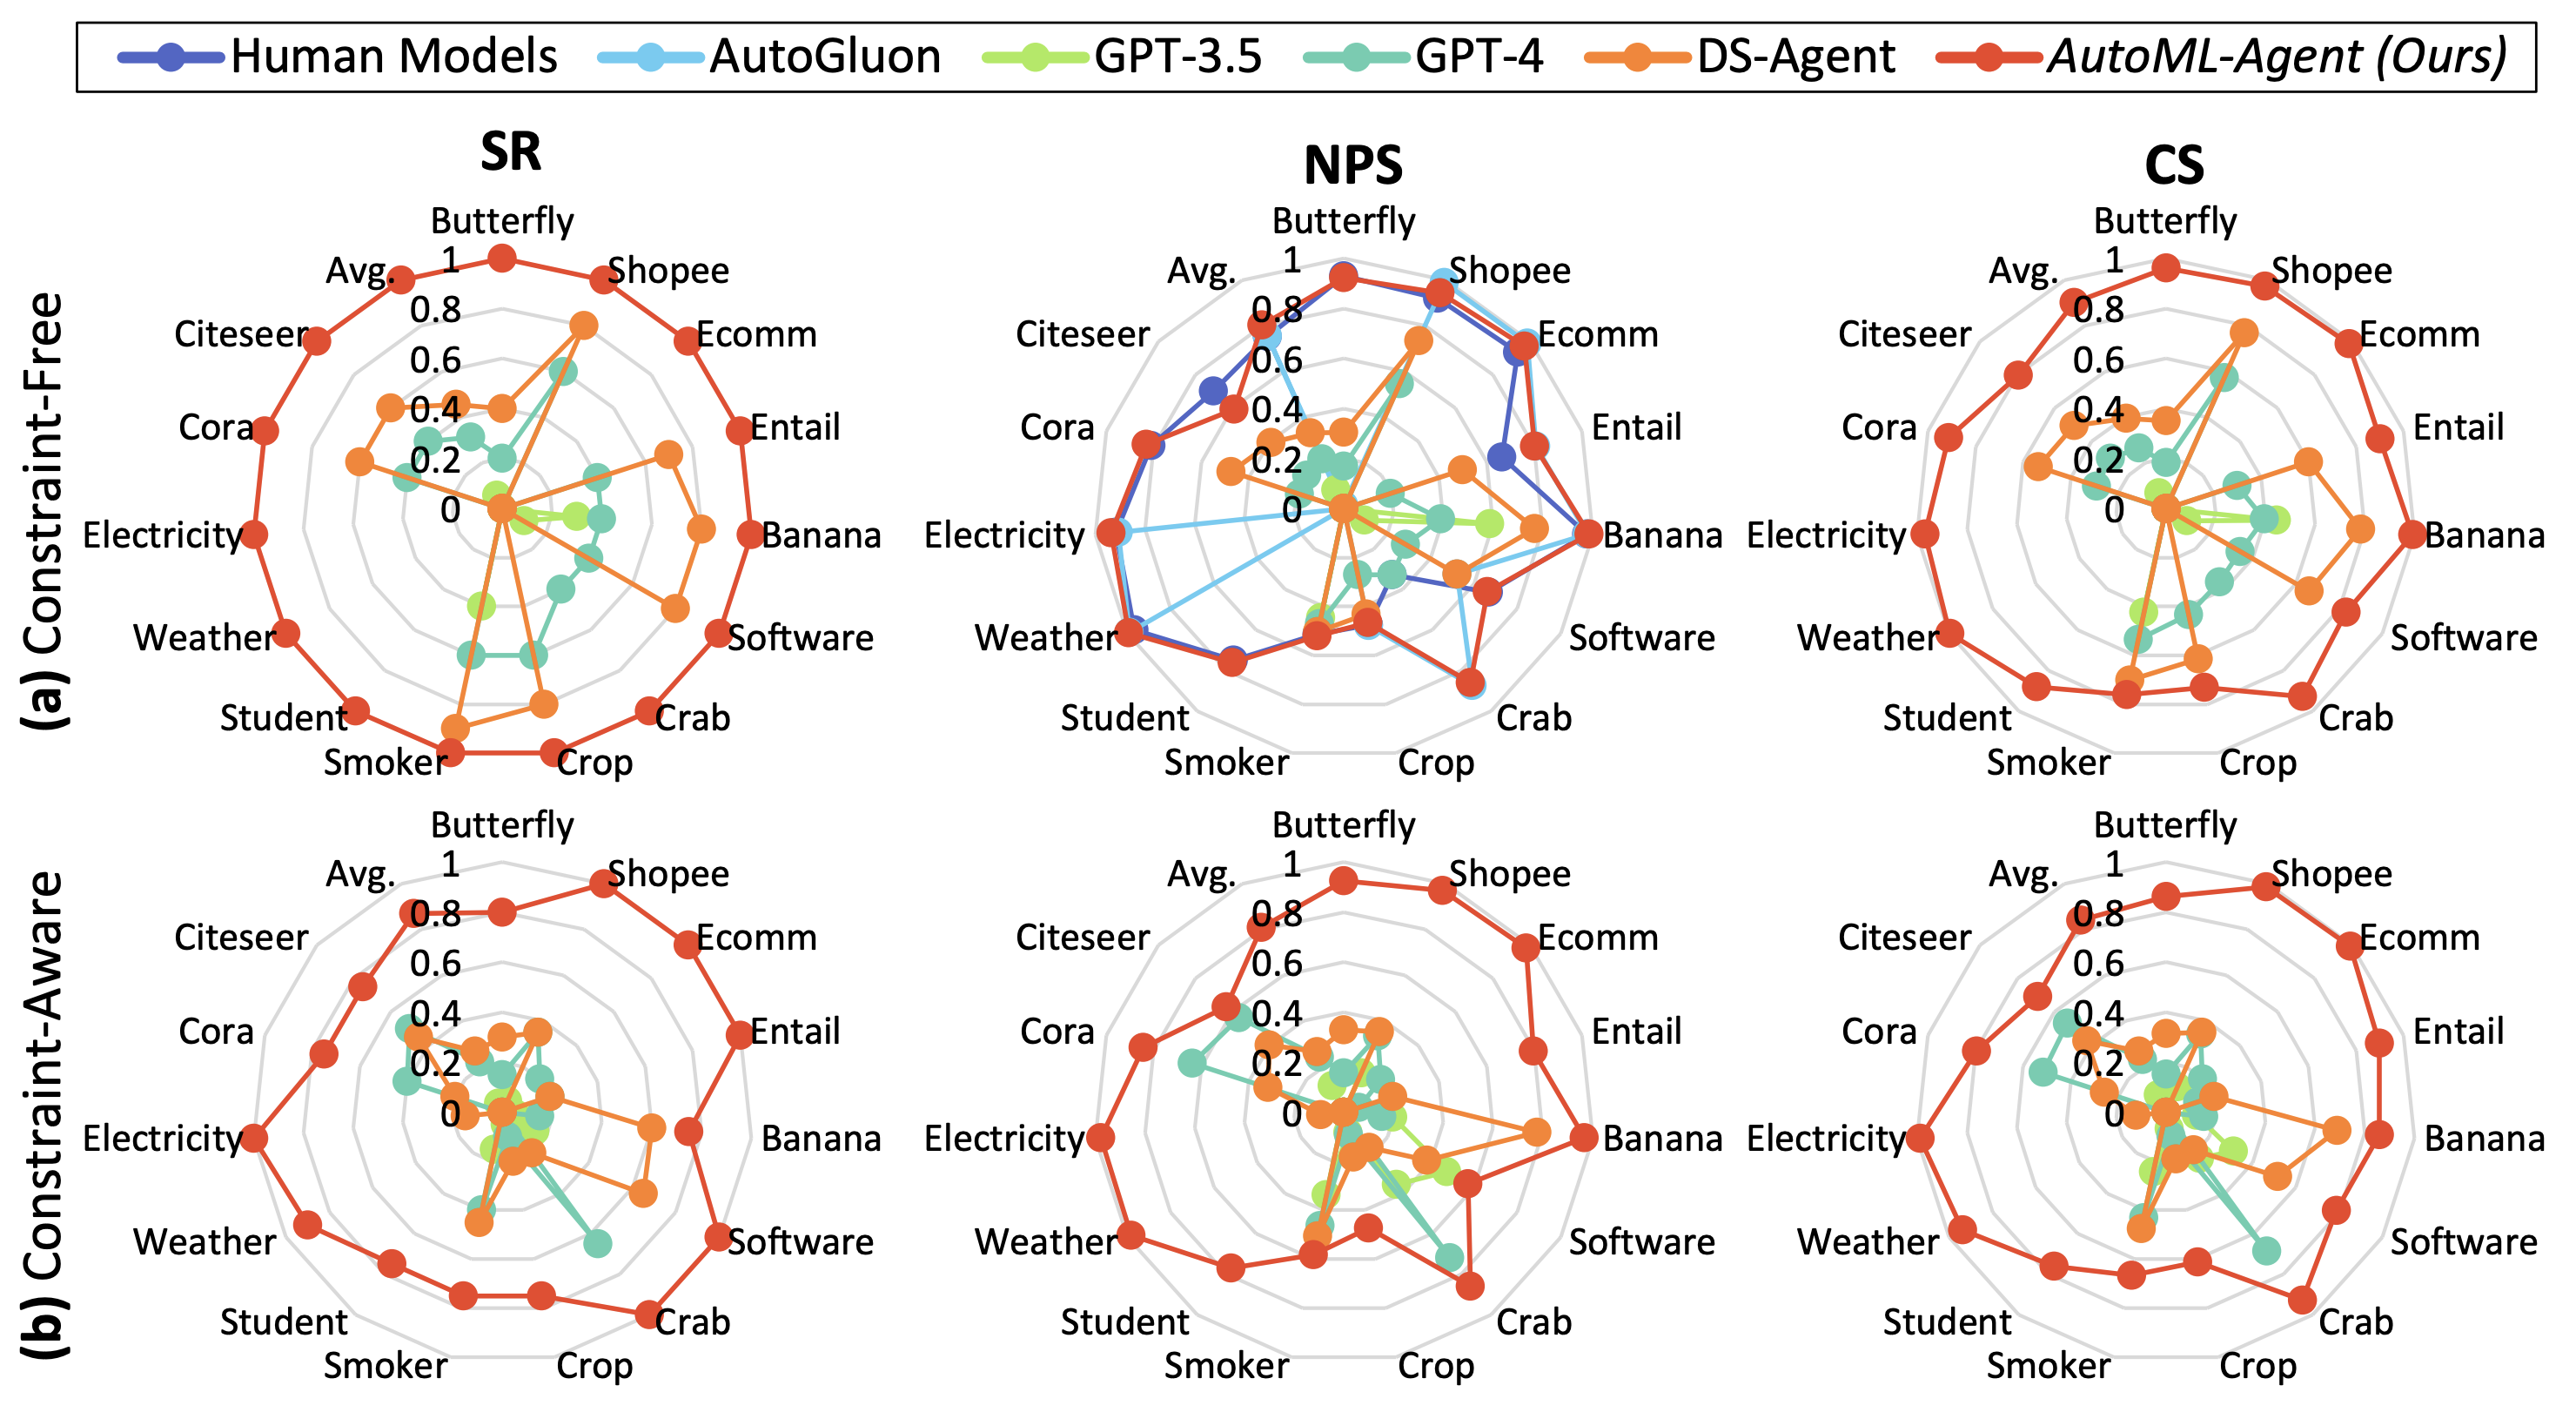 Human Models AutoGluon GPT-3.5 GPT-4 DS-Agent AutoML-Agent (Ours)
SR NPS CS
(a) Constraint-Free
Butterfly
Shopee
Ecomm
Entail
Banana
Software
Crab
Crop
Smoker
Student
Weather
Electricity
Cora
Citeseer
Avg.
1
0.8
0.6
0.4
0.2
0
Butterfly
Shopee
Ecomm
Entail
Banana
Software
Crab
Crop
Smoker
Student
Weather
Electricity
Cora
Citeseer
Avg.
1
0.8
0.6
0.4
0.2
0
Butterfly
Shopee
Ecomm
Entail
Banana
Software
Crab
Crop
Smoker
Student
Weather
Electricity
Cora
Citeseer
Avg.
1
0.8
0.6
0.4
0.2
0
(b) Constraint-Aware
Butterfly
Shopee
Ecomm
Entail
Banana
Software
Crab
Crop
Smoker
Student
Weather
Electricity
Cora
Citeseer
Avg.
1
0.8
0.6
0.4
0.2
0
Butterfly
Shopee
Ecomm
Entail
Banana
Software
Crab
Crop
Smoker
Student
Weather
Electricity
Cora
Citeseer
Avg.
1
0.8
0.6
0.4
0.2
0
Butterfly
Shopee
Ecomm
Entail
Banana
Software
Crab
Crop
Smoker
Student
Weather
Electricity
Cora
Citeseer
Avg.
1
0.8
0.6
0.4
0.2
0